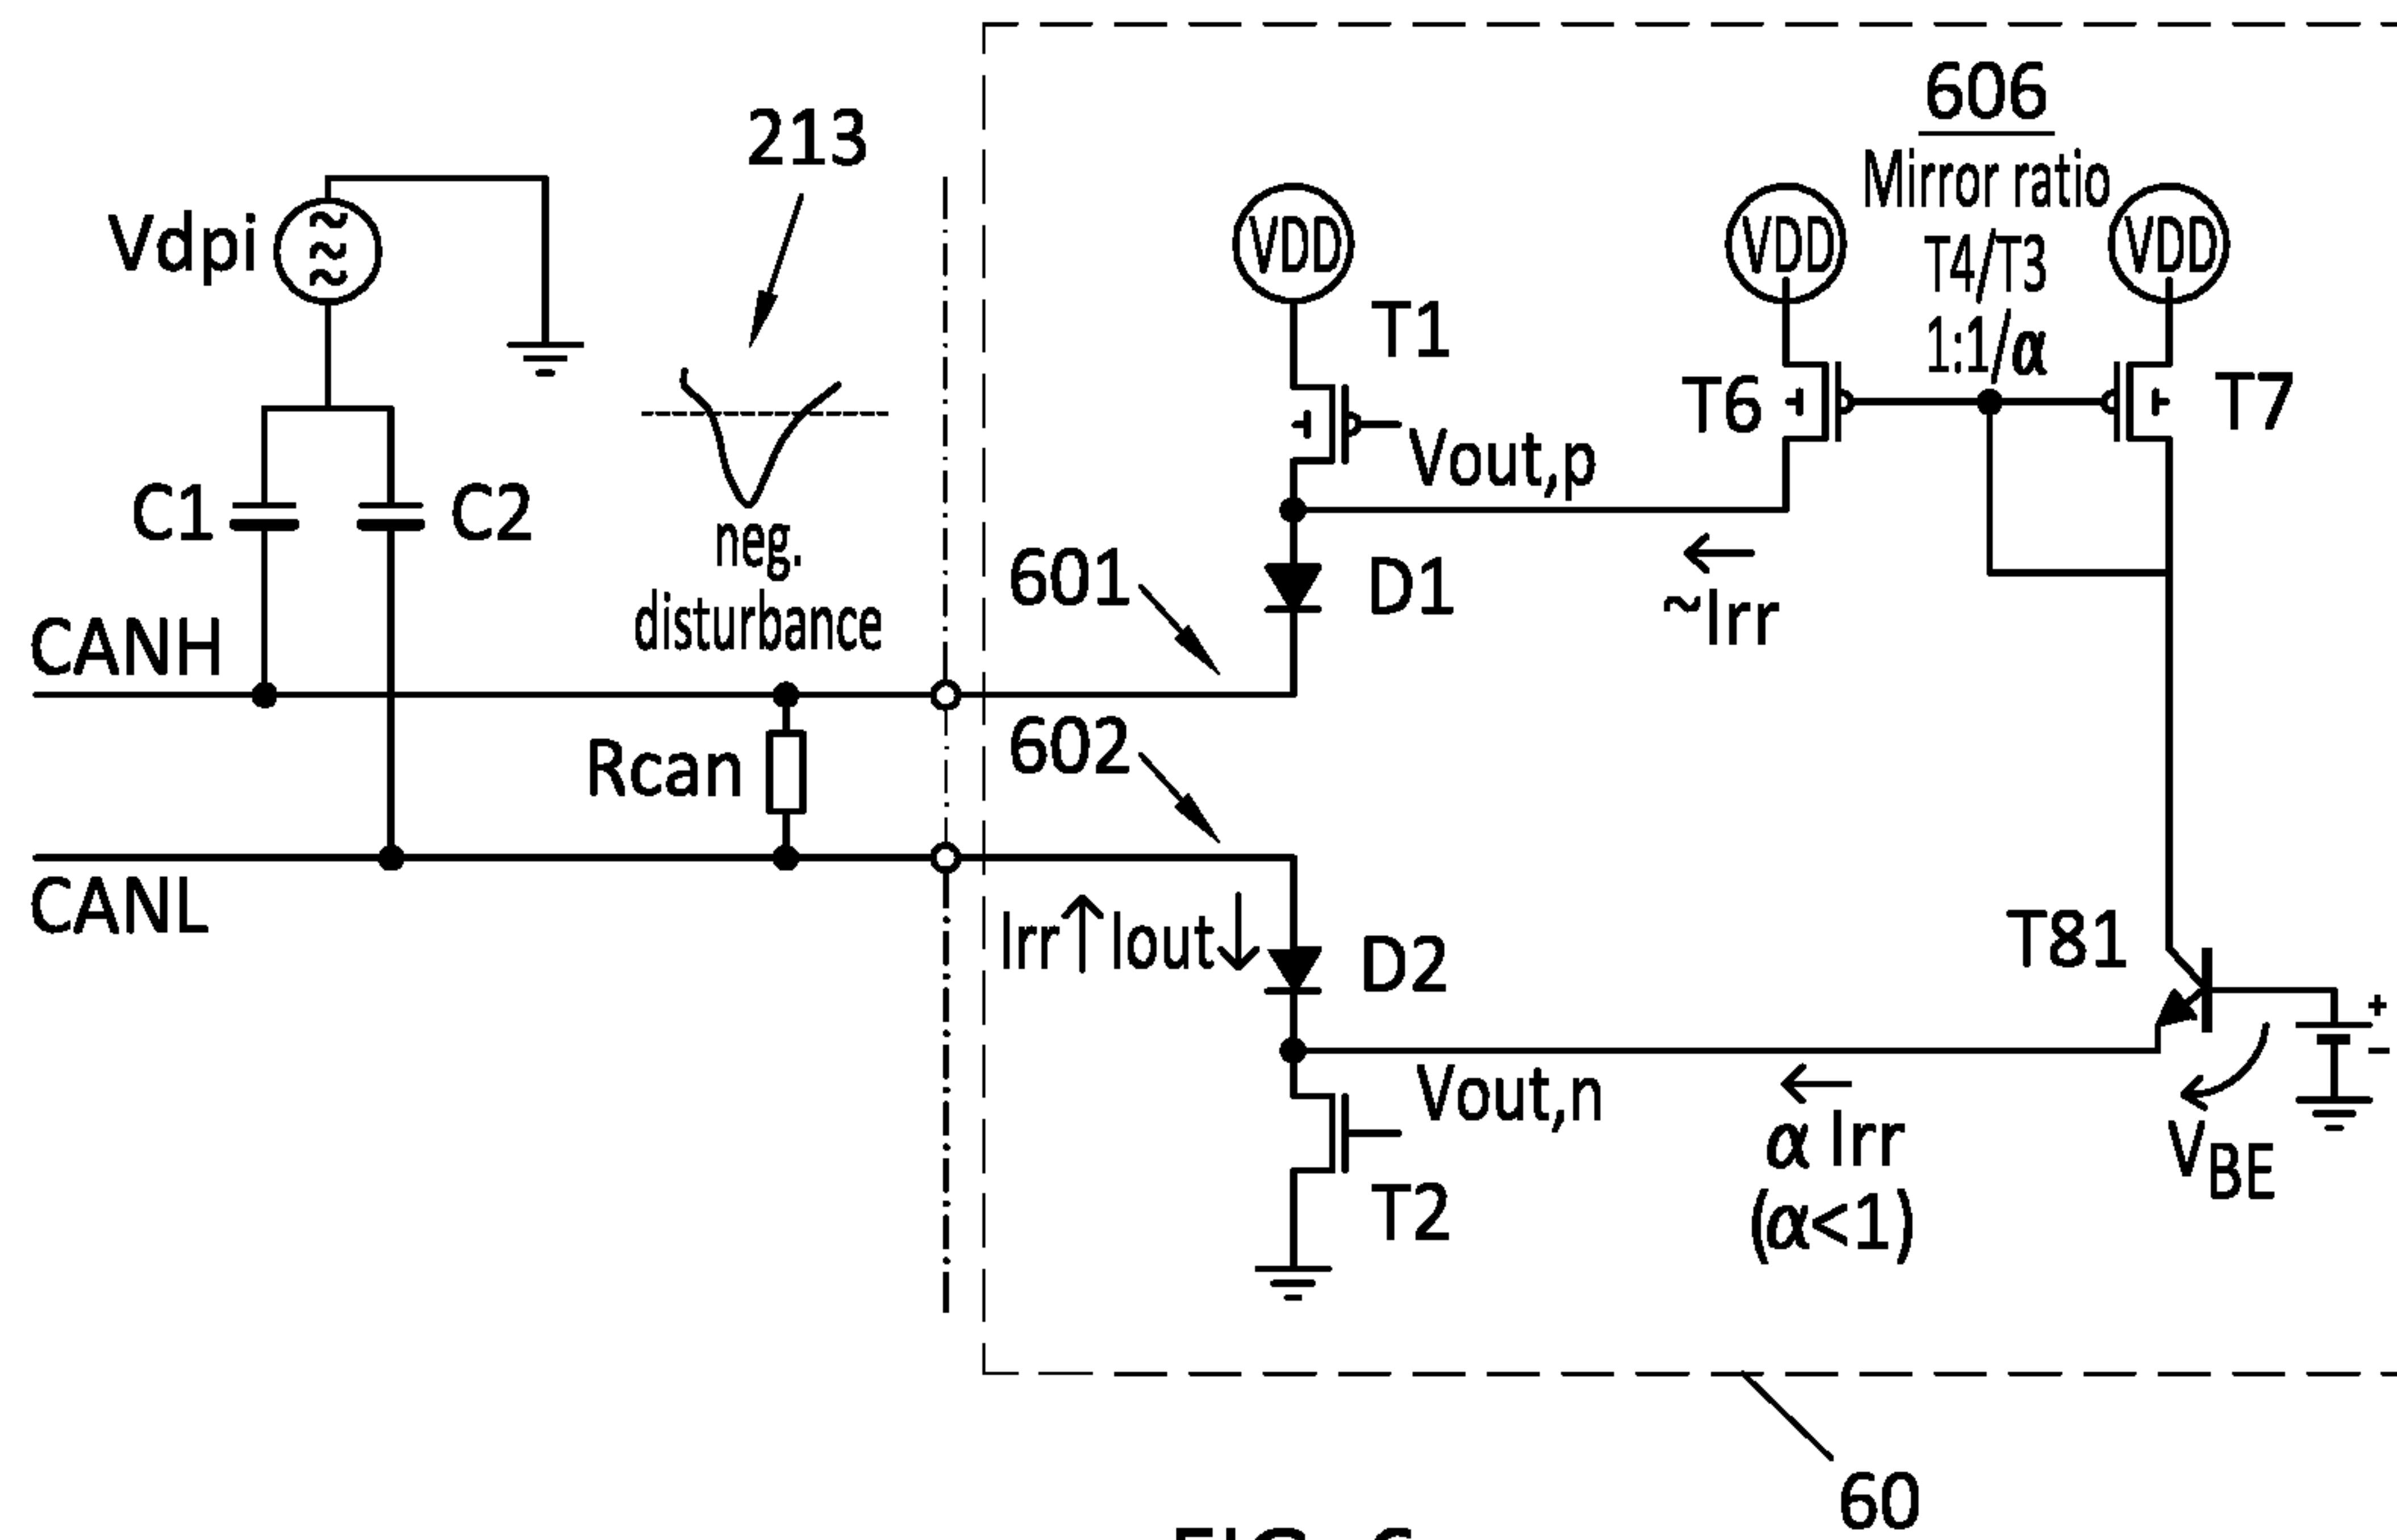 606
Mirror ratio
T4/T3
1:1/α
213
Vdpi
VDD
VDD
VDD
T1
T6
T7
Vout,p
C1
C2
neg.
disturbance
601
D1
~Irr
CANH
602
Rcan
CANL
Irr
Iout
D2
T81
+
-
Vout,n
α Irr
(α<1)
VBE
T2
60